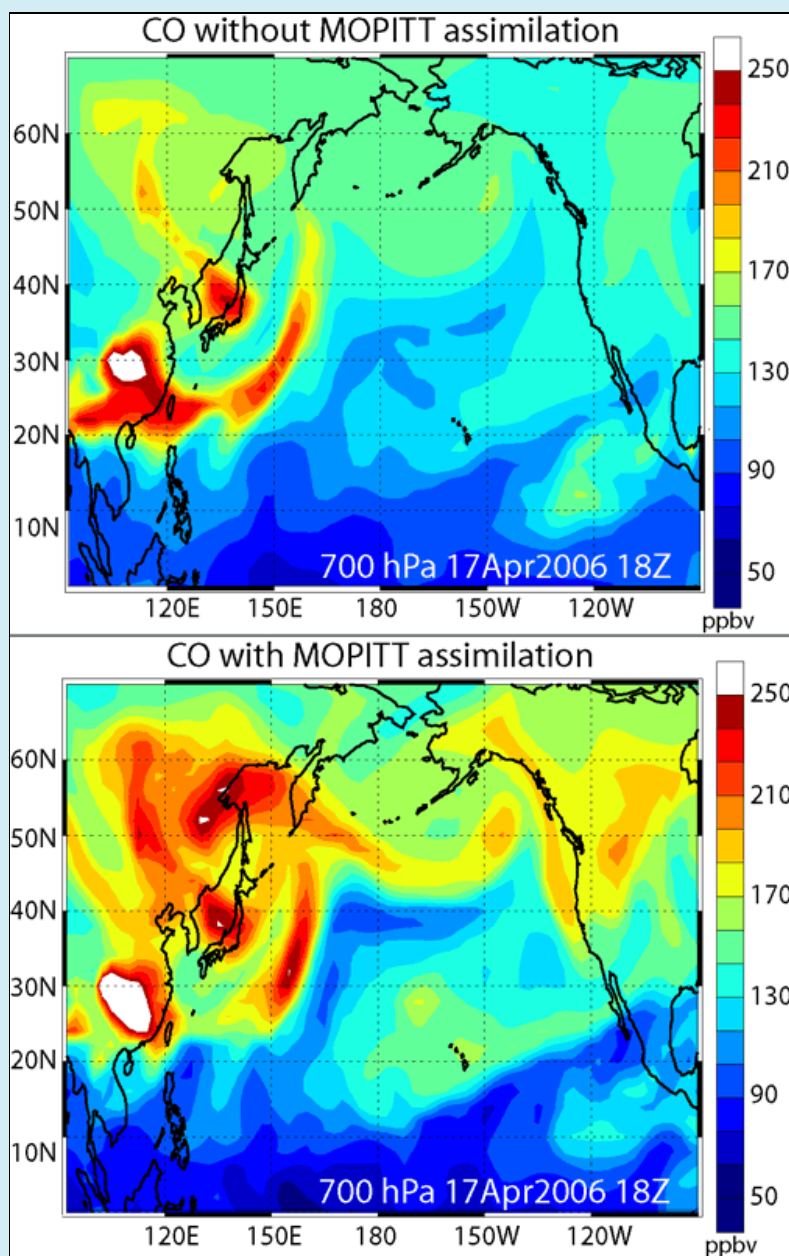 CO without MOPITT assimilation
60N
50N
40N
30N
20N
10N
120E 150E 180 150W 120W
700 hPa 17Apr2006 18Z
250
210
170
130
90
50
ppbv
CO with MOPITT assimilation
60N
50N
40N
30N
20N
10N
120E 150E 180 150W 120W
700 hPa 17Apr2006 18Z
250
210
170
130
90
50
ppbv